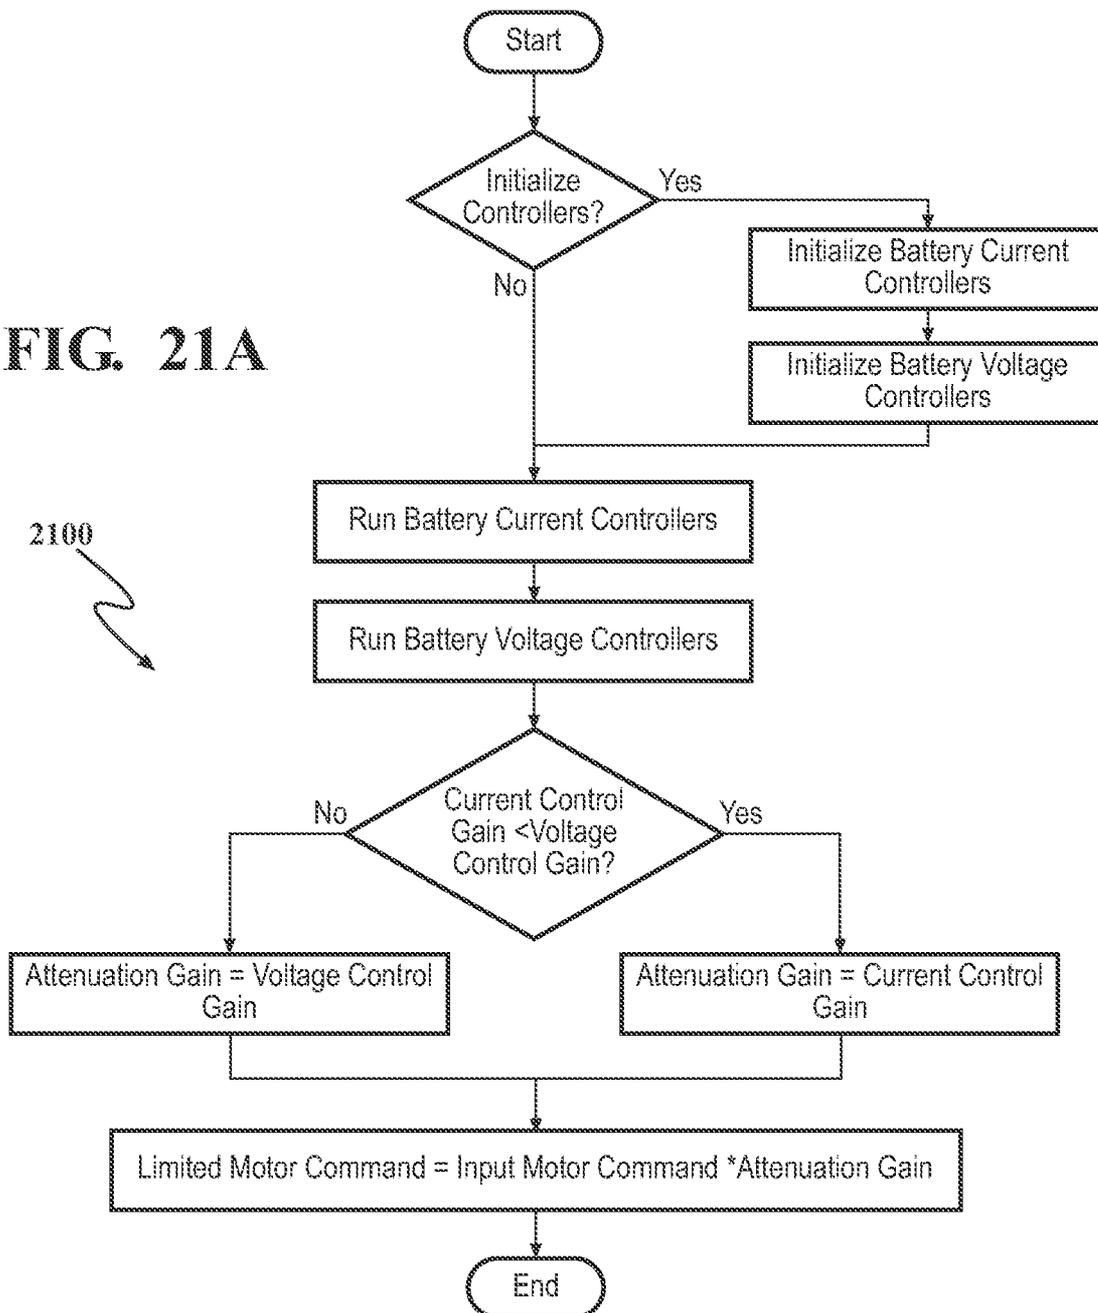 Start
Initialize
Controllers?
Yes
No
Initialize Battery Current
Controllers
Initialize Battery Voltage
Controllers
FIG. 21A
Run Battery Current Controllers
2100
Run Battery Voltage Controllers
Current Control
Gain <Voltage
Control Gain?
No
Yes
Attenuation Gain = Voltage Control
Gain
Attenuation Gain = Current Control
Gain
Limited Motor Command = Input Motor Command *Attenuation Gain
End